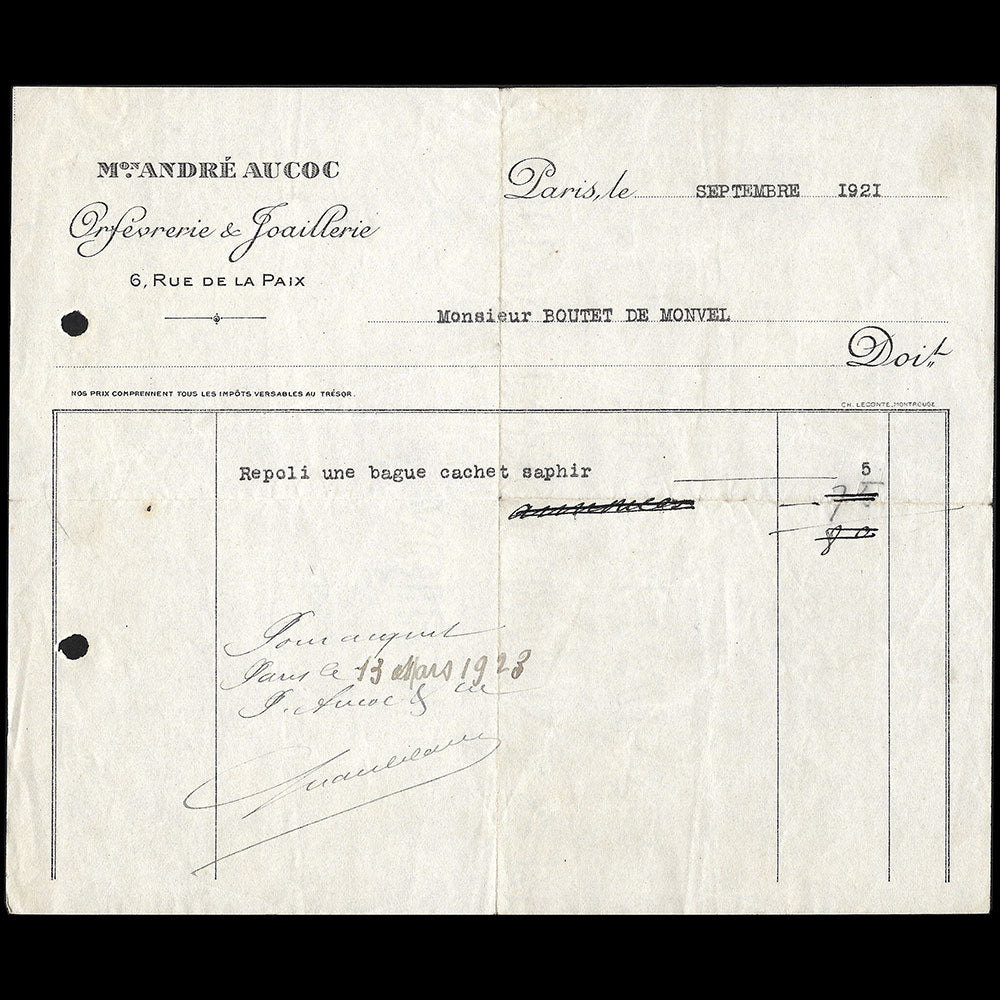 Mon ANDRÉ AUCOC
Orfèvrerie & Joaillerie
6, RUE DE LA PAIX
Paris, le SEPTEMBRE 1921
Monsieur BOUTET DE MONVEL
Doit
NOS PRIX COMPRENNENT TOUS LES IMPÔTS VERSABLES AU TRÉSOR.
CH. LECONTE, MONTROUGE
Repoli une bague cachet saphir 5
75
80
Pour acquit
Paris le 13 Mars 1923
P. Aucoc & Cie